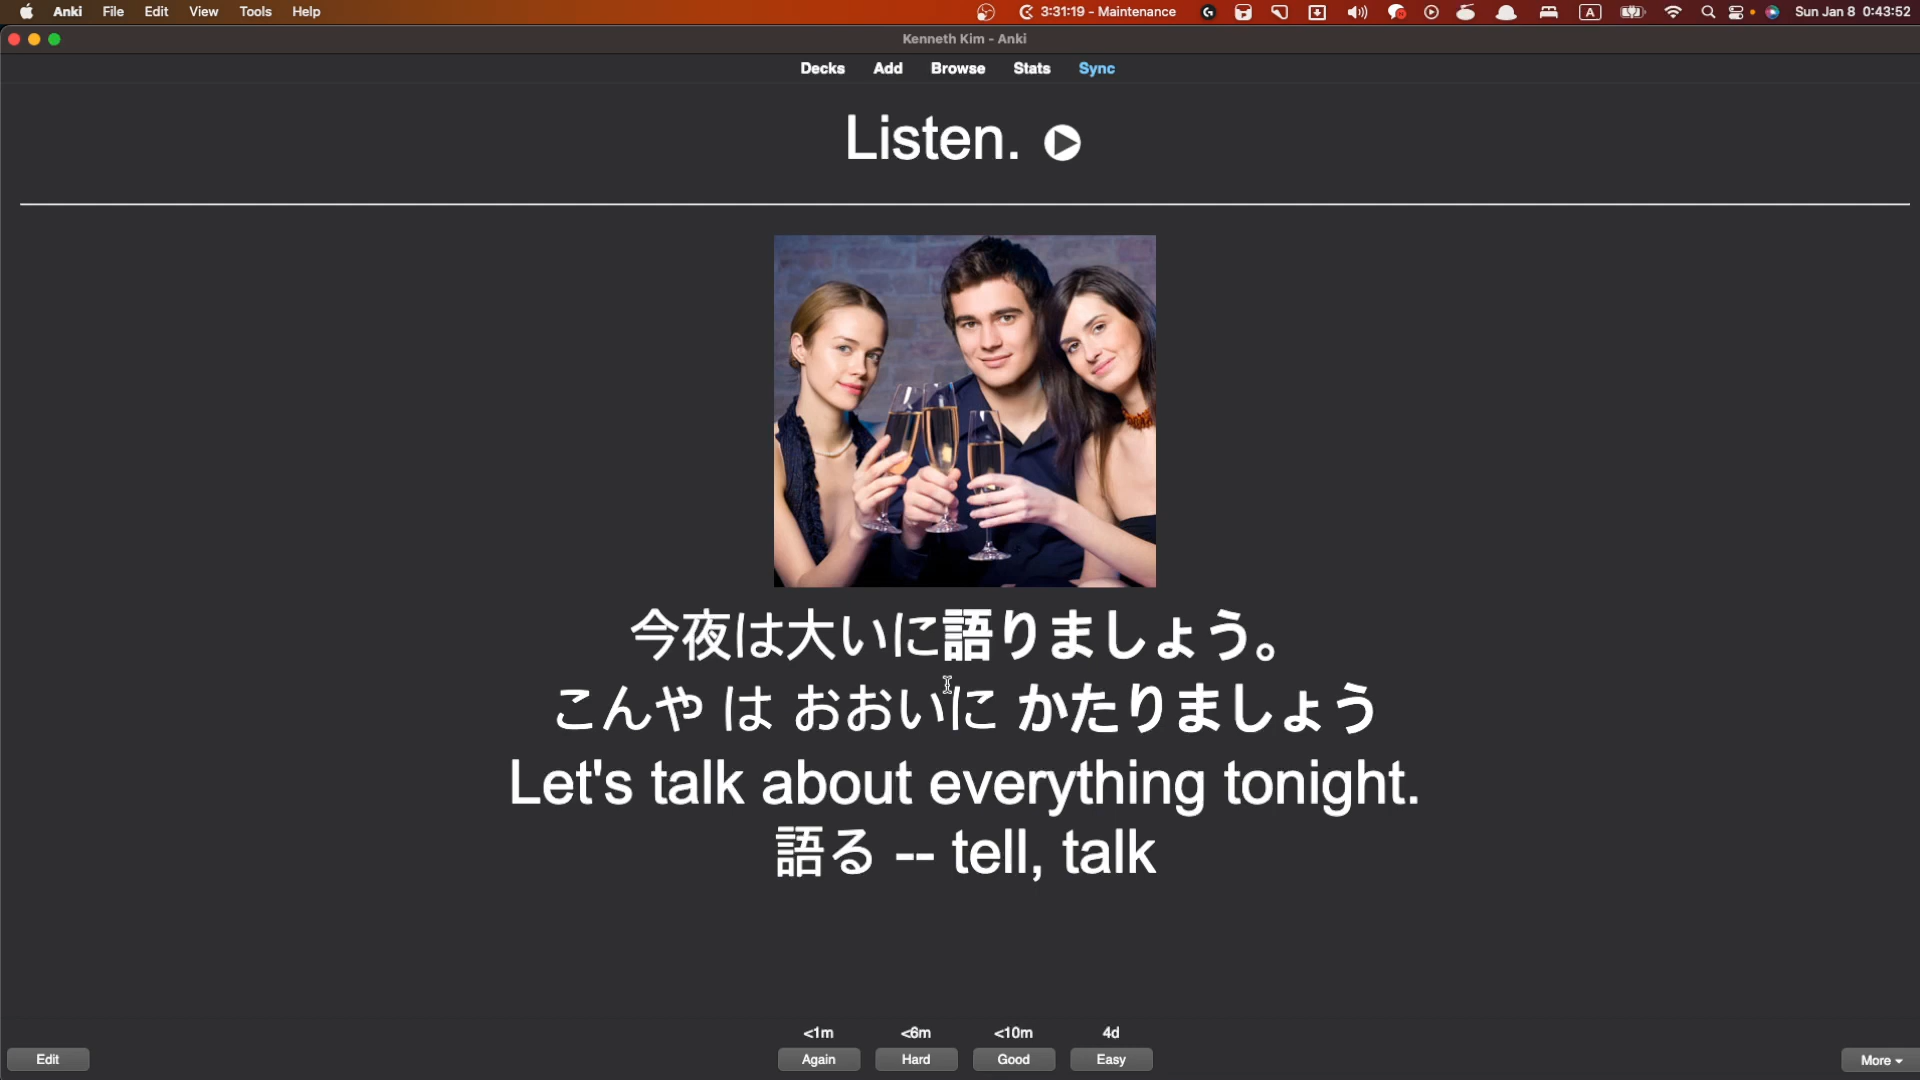 Anki File Edit View Tools Help 3:31:19 - Maintenance A Sun Jan 8 0:43:52
Kenneth Kim - Anki
Decks Add Browse Stats Sync
Listen.
今夜は大いに語りましょう。
こんや は おおいに かたりましょう
Let's talk about everything tonight.
語る -- tell, talk
<1m <6m <10m 4d
Edit Again Hard Good Easy More